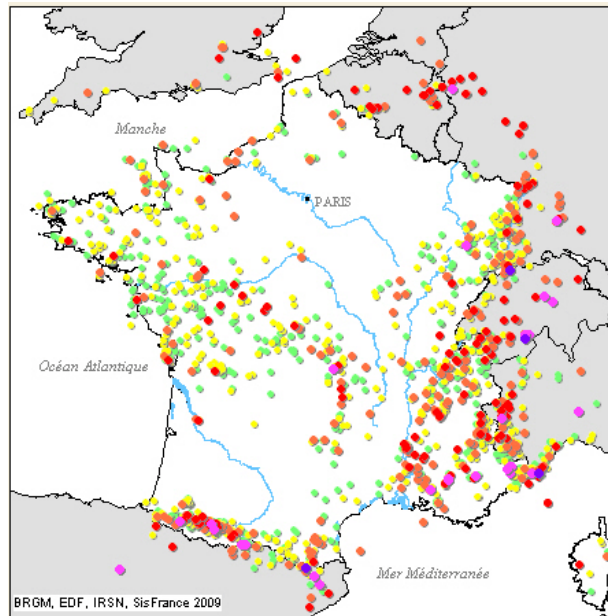 Manche
PARIS
Océan Atlantique
Mer Méditerranée
BRGM, EDF, IRSN, SisFrance 2009